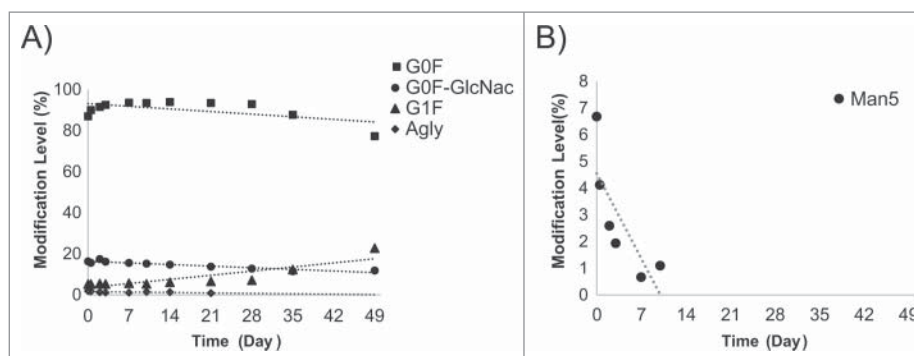 A)
G0F
G0F-GlcNac
G1F
Agly
Modification Level (%)
100
80
60
40
20
0
0 7 14 21 28 35 42 49
Time (Day)
B)
Man5
Modification Level(%)
8
7
6
5
4
3
2
1
0
0 7 14 21 28 35 42 49
Time (Day)